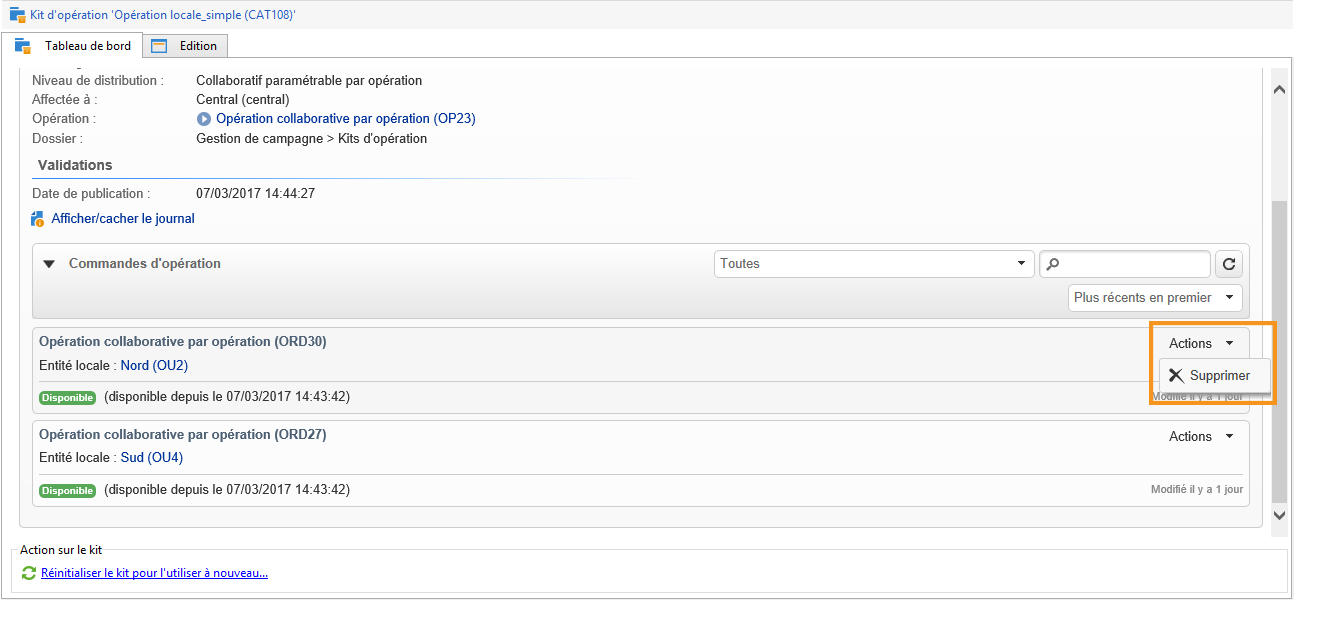 Kit d'opération 'Opération locale_simple (CAT108)'
Tableau de bord Edition
Niveau de distribution : Collaboratif paramétrable par opération
Affectée à : Central (central)
Opération : Opération collaborative par opération (OP23)
Dossier : Gestion de campagne > Kits d'opération
Validations
Date de publication : 07/03/2017 14:44:27
Afficher/cacher le journal
Commandes d'opération Toutes
Plus récents en premier
Opération collaborative par opération (ORD30) Actions
Entité locale : Nord (OU2) Supprimer
Disponible (disponible depuis le 07/03/2017 14:43:42) Modifié il y a 1 jour
Opération collaborative par opération (ORD27) Actions
Entité locale : Sud (OU4)
Disponible (disponible depuis le 07/03/2017 14:43:42) Modifié il y a 1 jour
Action sur le kit
Réinitialiser le kit pour l'utiliser à nouveau...